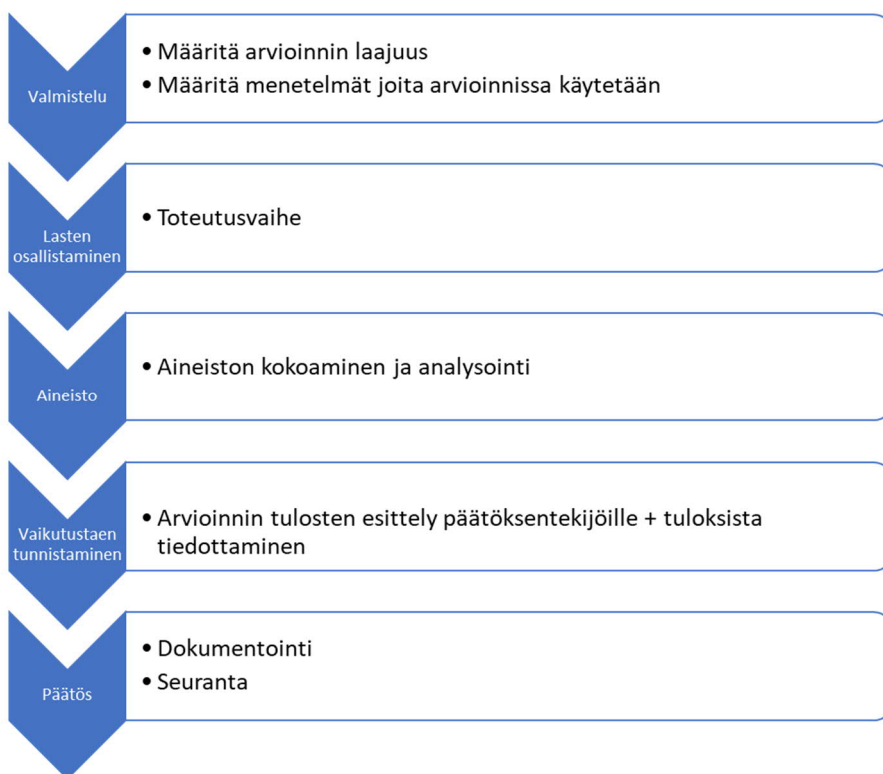 Valmistelu
• Määritä arvioinnin laajuus
• Määritä menetelmät joita arvioinnissa käytetään
Lasten
osallistaminen
• Toteutusvaihe
Aineisto
• Aineiston kokoaminen ja analysointi
Vaikutustaen
tunnistaminen
• Arvioinnin tulosten esittely päätöksentekijöille + tuloksista
tiedottaminen
Päätös
• Dokumentointi
• Seuranta